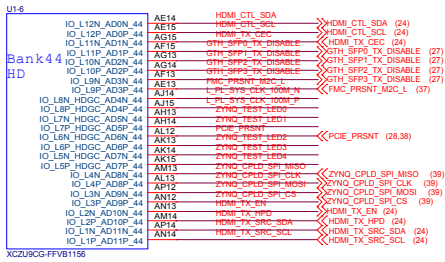 U1-6
Bank44
HD
IO_L12N_AD0N_44 AE14 HDMI_CTL_SDA HDMI_CTL_SDA (24)
IO_L12P_AD0P_44 AE15 HDMI_CTL_SCL HDMI_CTL_SCL (24)
IO_L11N_AD1N_44 AG15 HDMI_TX_CEC HDMI_TX_CEC (24)
IO_L11P_AD1P_44 AF15 GTH_SFP0_TX_DISABLE GTH_SFP0_TX_DISABLE (27)
IO_L10N_AD2N_44 AG13 GTH_SFP1_TX_DISABLE GTH_SFP1_TX_DISABLE (27)
IO_L10P_AD2P_44 AG14 GTH_SFP2_TX_DISABLE GTH_SFP2_TX_DISABLE (27)
IO_L9N_AD3N_44 AF13 GTH_SFP3_TX_DISABLE GTH_SFP3_TX_DISABLE (27)
IO_L9P_AD3P_44 AE13 FMC_PRSNT_M2C_L FMC_PRSNT_M2C_L (37)
IO_L8N_HDGC_AD4N_44 AJ14 L_PL_SYS_CLK_100M_N
IO_L8P_HDGC_AD4P_44 AJ15 L_PL_SYS_CLK_100M_P
IO_L7N_HDGC_AD5N_44 AH13 ZYNQ_TEST_LED0
IO_L7P_HDGC_AD5P_44 AH14 ZYNQ_TEST_LED1
IO_L6N_HDGC_AD6N_44 AL12 PCIE_PRSNT PCIE_PRSNT (28,38)
IO_L6P_HDGC_AD6P_44 AK13 ZYNQ_TEST_LED2
IO_L5N_HDGC_AD7N_44 AK14 ZYNQ_TEST_LED3
IO_L5P_HDGC_AD7P_44 AK15 ZYNQ_TEST_LED4
IO_L4N_AD8N_44 AM13 ZYNQ_CPLD_SPI_MISO ZYNQ_CPLD_SPI_MISO (39)
IO_L4P_AD8P_44 AL13 ZYNQ_CPLD_SPI_CLK ZYNQ_CPLD_SPI_CLK (39)
IO_L3N_AD9N_44 AP12 ZYNQ_CPLD_SPI_MOSI ZYNQ_CPLD_SPI_MOSI (39)
IO_L3P_AD9P_44 AN12 ZYNQ_CPLD_SPI_CS ZYNQ_CPLD_SPI_CS (39)
IO_L2N_AD10N_44 AN13 HDMI_TX_EN HDMI_TX_EN (24)
IO_L2P_AD10P_44 AM14 HDMI_TX_HPD HDMI_TX_HPD (24)
IO_L1N_AD11N_44 AP14 HDMI_TX_SRC_SDA HDMI_TX_SRC_SDA (24)
IO_L1P_AD11P_44 AN14 HDMI_TX_SRC_SCL HDMI_TX_SRC_SCL (24)
XCZU9CG-FFVB1156